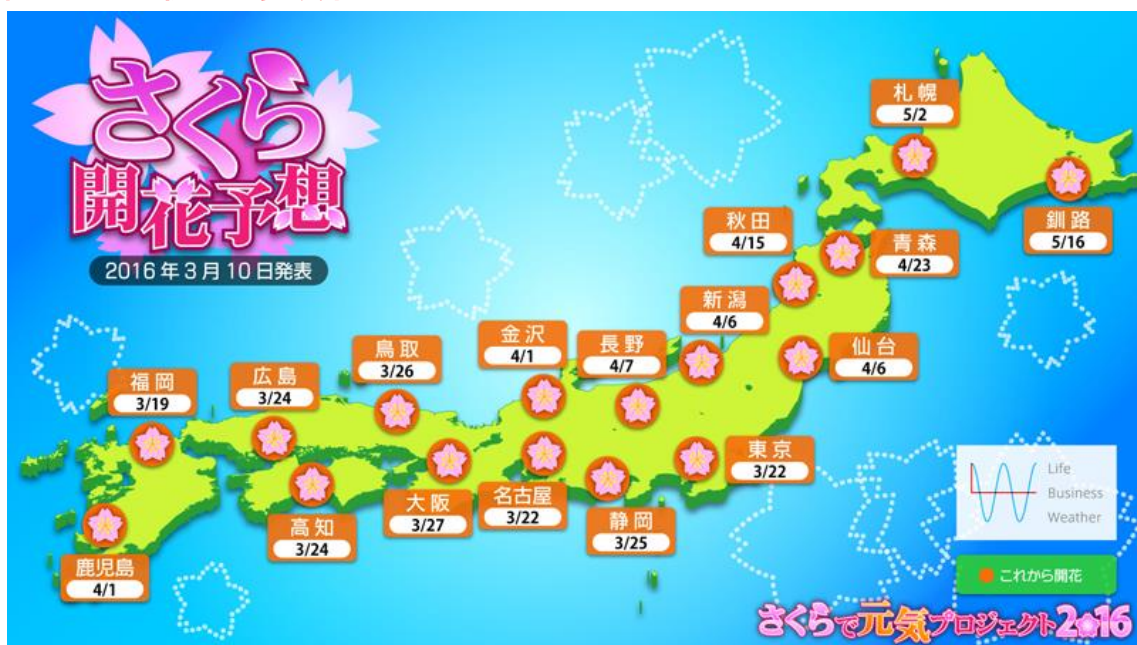 さくら
開花予想
2016年3月10日発表
札幌
5/2
釧路
5/16
秋田
4/15
青森
4/23
新潟
4/6
仙台
4/6
金沢
4/1
長野
4/7
鳥取
3/26
広島
3/24
福岡
3/19
東京
3/22
大阪
3/27
名古屋
3/22
静岡
3/25
高知
3/24
鹿児島
4/1
Life
Business
Weather
これから開花
さくらで元気プロジェクト2016